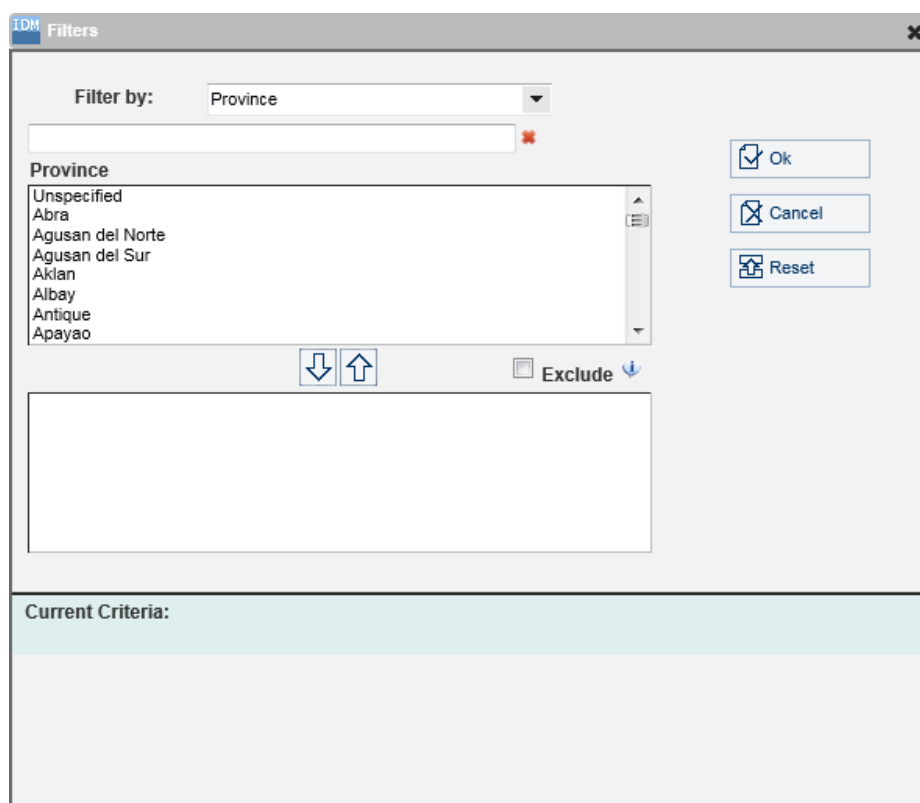 IDM Filters
Filter by: Province
Province
Unspecified
Abra
Agusan del Norte
Agusan del Sur
Aklan
Albay
Antique
Apayao
Ok
Cancel
Reset
Exclude
Current Criteria: